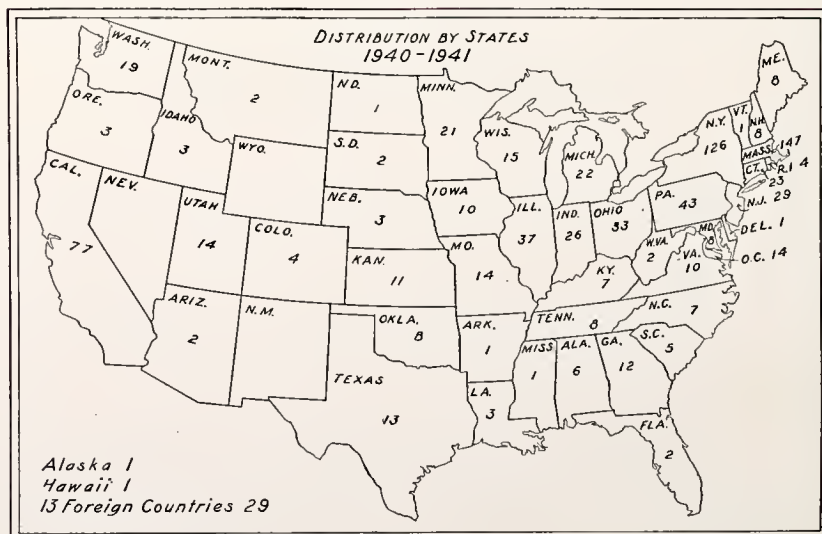 DISTRIBUTION BY STATES
1940-1941
WASH.
19
ORE.
3
CAL.
77
NEV.
IDAHO
3
MONT.
2
WYO.
UTAH
14
COLO.
4
ARIZ.
2
N.M.
N.D.
1
S.D.
2
NEB.
3
KAN.
11
OKLA.
8
TEXAS
13
MINN.
21
IOWA
10
MO.
14
ARK.
1
LA.
3
WIS.
15
ILL.
37
MICH.
22
IND.
26
OHIO
33
KY.
7
TENN.
8
MISS
1
ALA.
6
GA.
12
FLA.
2
S.C.
5
N.C.
7
VA.
10
W.VA.
2
MD.
8
D.C. 14
DEL. 1
PA.
43
N.J. 29
N.Y.
126
CT.
23
R.I 4
MASS. 147
VT.
1
N.H.
8
ME.
8
Alaska 1
Hawaii 1
13 Foreign Countries 29